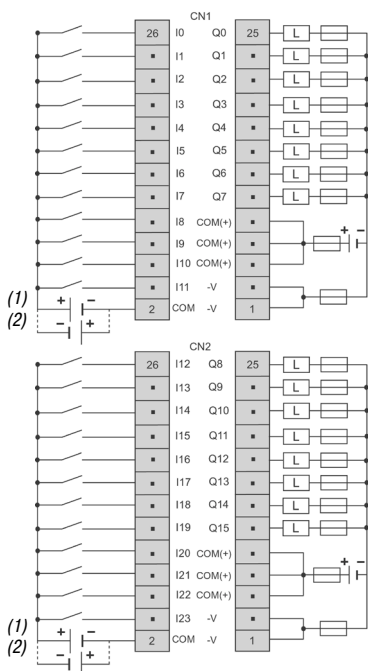 CN1
26 I0 Q0 25 L
I1 Q1 L
I2 Q2 L
I3 Q3 L
I4 Q4 L
I5 Q5 L
I6 Q6 L
I7 Q7 L
I8 COM(+)
I9 COM(+) + -
I10 COM(+)
(1) I11 -V
+ -
(2) 2 COM -V 1
- +
CN2
26 I12 Q8 25 L
I13 Q9 L
I14 Q10 L
I15 Q11 L
I16 Q12 L
I17 Q13 L
I18 Q14 L
I19 Q15 L
I20 COM(+)
I21 COM(+) + -
I22 COM(+)
(1) I23 -V
+ -
(2) 2 COM -V 1
- +